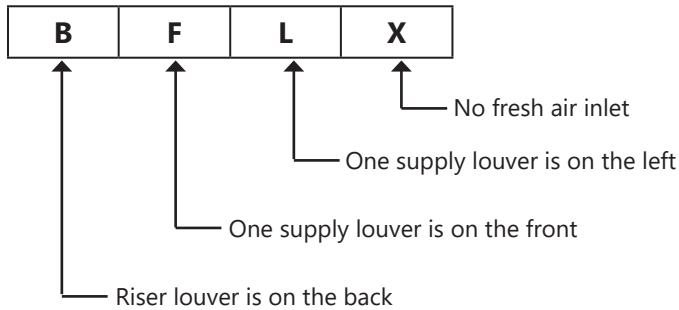 B F L X
No fresh air inlet
One supply louver is on the left
One supply louver is on the front
Riser louver is on the back